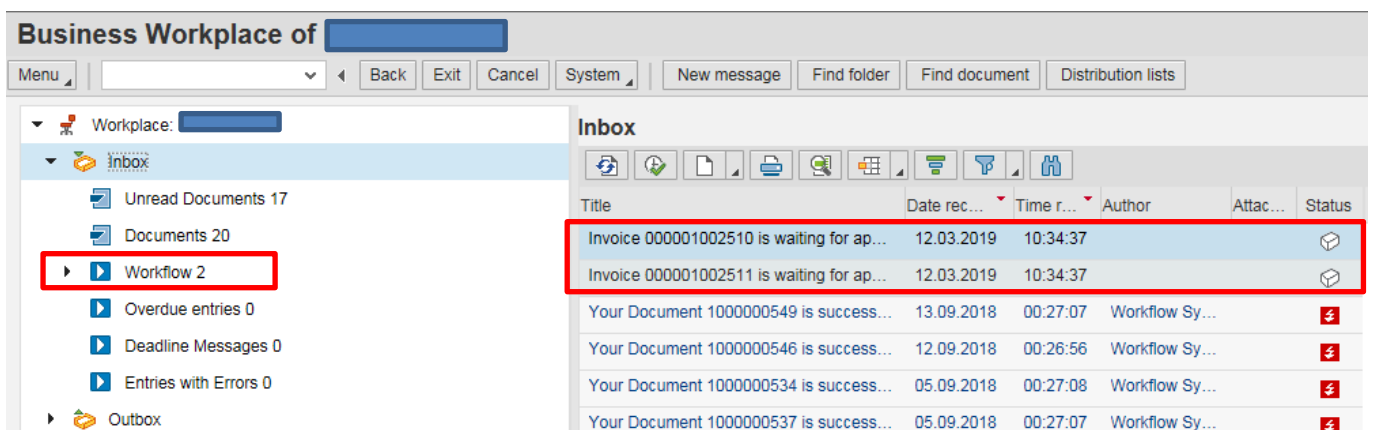 Business Workplace of
Menu Back Exit Cancel System New message Find folder Find document Distribution lists
Workplace:
Inbox
Unread Documents 17
Documents 20
Workflow 2
Overdue entries 0
Deadline Messages 0
Entries with Errors 0
Outbox
Inbox
Title Date rec... Time r... Author Attac... Status
Invoice 000001002510 is waiting for ap... 12.03.2019 10:34:37
Invoice 000001002511 is waiting for ap... 12.03.2019 10:34:37
Your Document 1000000549 is success... 13.09.2018 00:27:07 Workflow Sy...
Your Document 1000000546 is success... 12.09.2018 00:26:56 Workflow Sy...
Your Document 1000000534 is success... 05.09.2018 00:27:08 Workflow Sy...
Your Document 1000000537 is success... 05.09.2018 00:27:07 Workflow Sy...